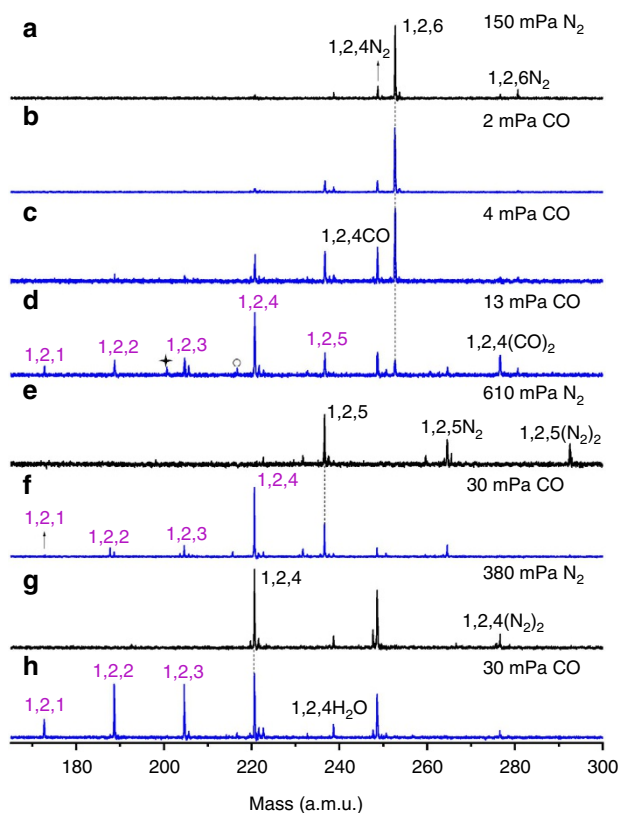 a
1,2,6
150 mPa N₂
1,2,4N₂
1,2,6N₂
b
2 mPa CO
c
4 mPa CO
1,2,4CO
d
13 mPa CO
1,2,4
1,2,1
1,2,2
1,2,3
1,2,5
1,2,4(CO)₂
e
610 mPa N₂
1,2,5
1,2,5N₂
1,2,5(N₂)₂
f
30 mPa CO
1,2,4
1,2,1
1,2,2
1,2,3
g
380 mPa N₂
1,2,4
1,2,4(N₂)₂
h
30 mPa CO
1,2,1
1,2,2
1,2,3
1,2,4H₂O
180 200 220 240 260 280 300
Mass (a.m.u.)